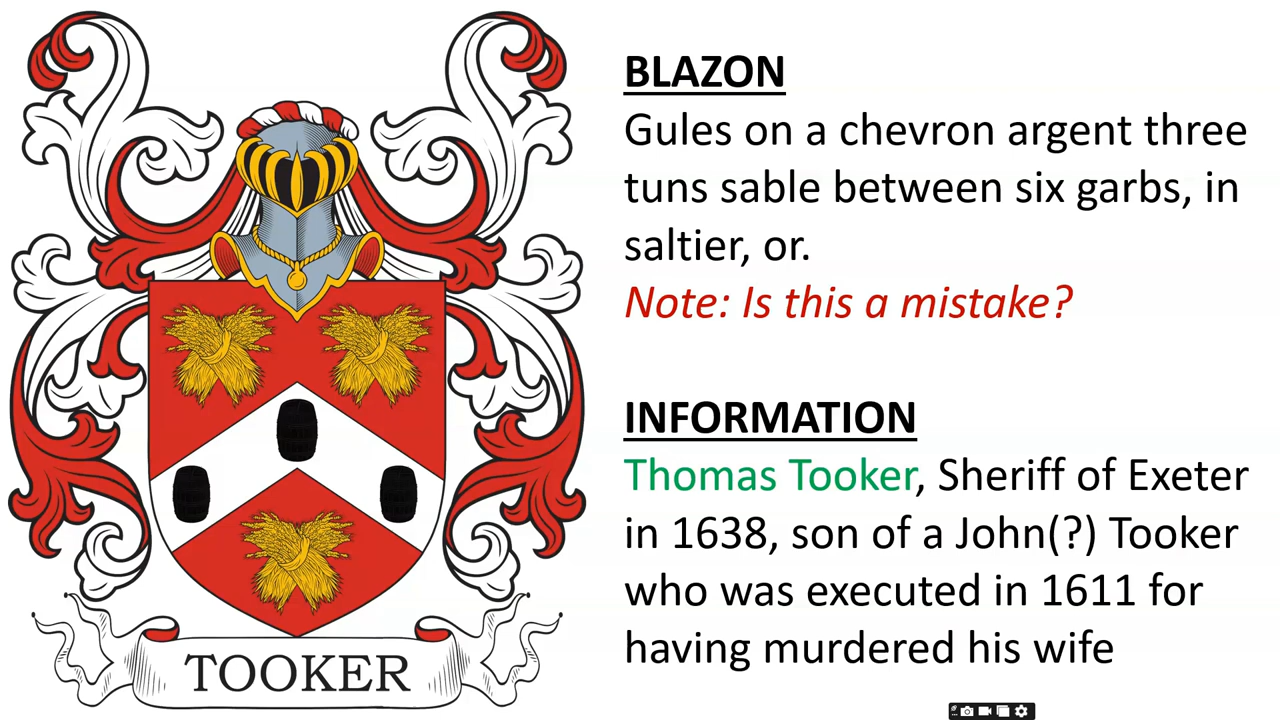 BLAZON
Gules on a chevron argent three
tuns sable between six garbs, in
saltier, or.
Note: Is this a mistake?
INFORMATION
Thomas Tooker, Sheriff of Exeter
in 1638, son of a John(?) Tooker
who was executed in 1611 for
having murdered his wife
TOOKER